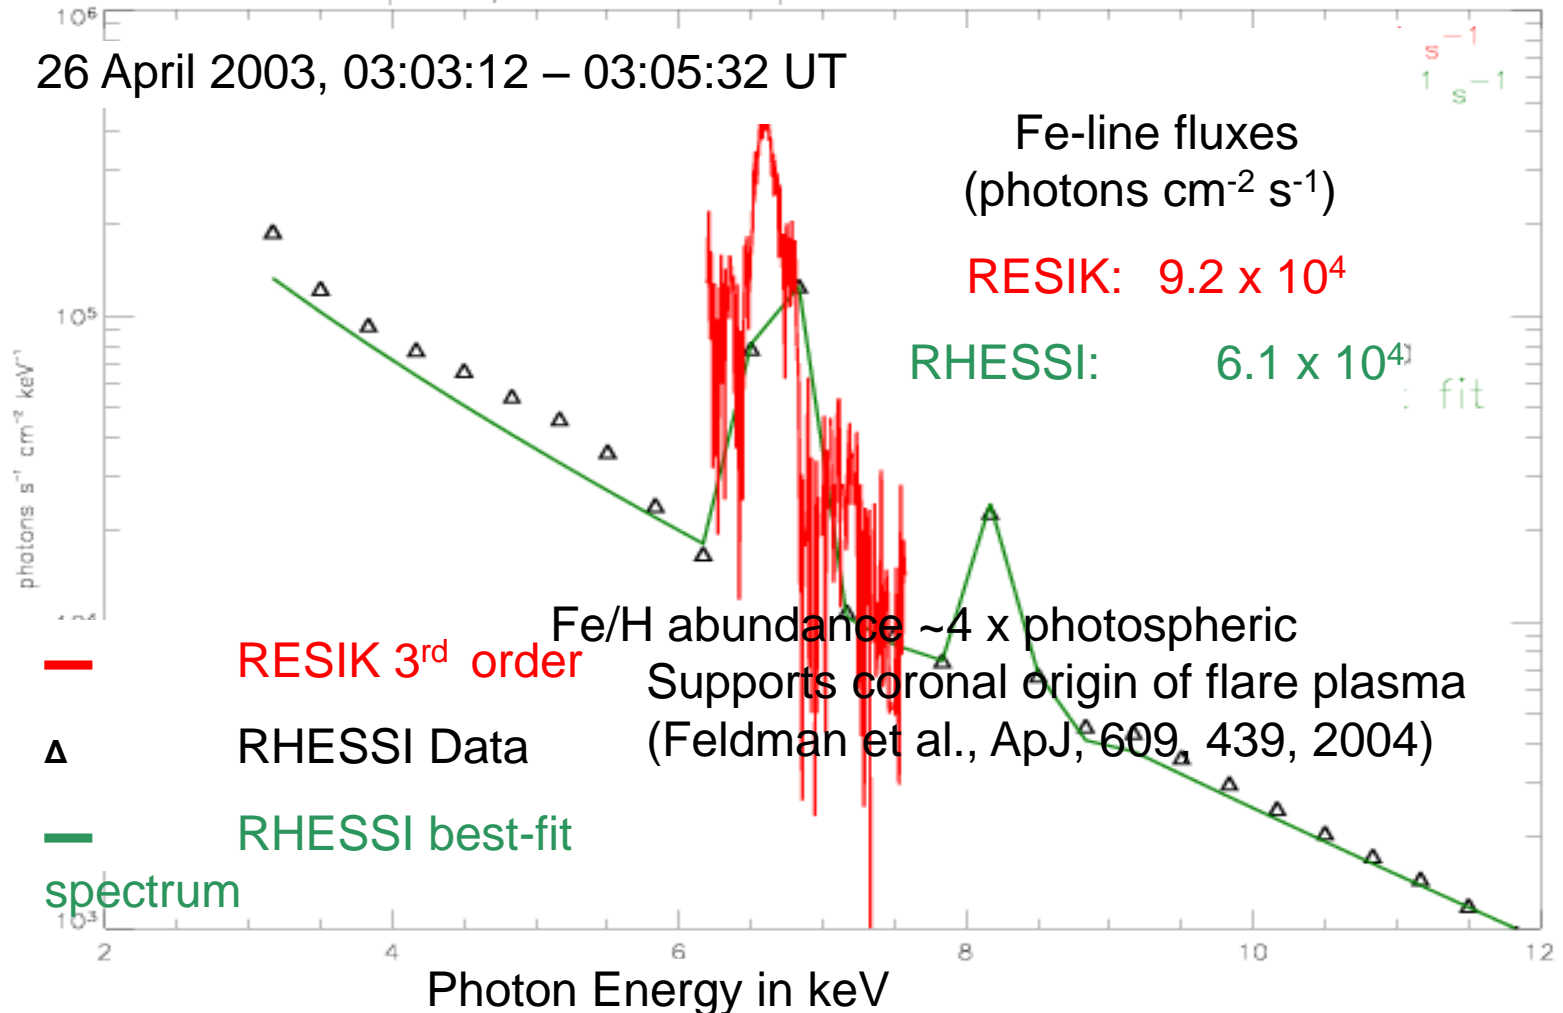 10⁶
s⁻¹
1 s⁻¹
26 April 2003, 03:03:12 – 03:05:32 UT
Fe-line fluxes
(photons cm⁻² s⁻¹)
RESIK: 9.2 x 10⁴
10⁵
RHESSI: 6.1 x 10⁴
fit
photons s⁻¹ cm⁻² keV⁻¹
Fe/H abundance ~4 x photospheric
RESIK 3ʳᵈ order
Supports coronal origin of flare plasma
RHESSI Data
(Feldman et al., ApJ, 609, 439, 2004)
RHESSI best-fit
spectrum
10³
2 4 6 8 10 12
Photon Energy in keV